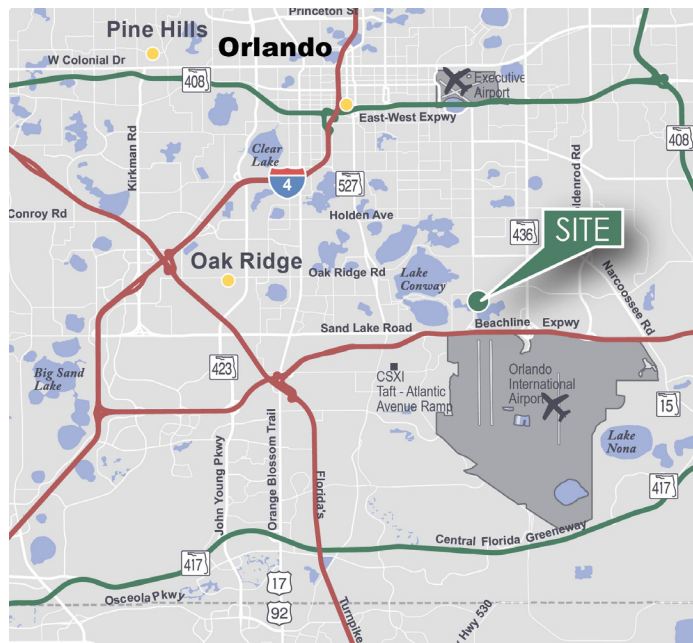 Princeton St
Pine Hills
Orlando
W Colonial Dr
408
Executive
Airport
East-West Expwy
408
Kirkman Rd
Clear
Lake
4
527
Conroy Rd
Holden Ave
436
SITE
Oak Ridge
Oak Ridge Rd
Lake
Conway
Narcoossee Rd
Sand Lake Road
Beachline Expwy
423
Big Sand
Lake
CSXI
Taft - Atlantic
Avenue Ramp
Orlando
International
Airport
15
Lake
Nona
John Young Pkwy
Orange Blossom Trail
Florida's
Turnpike
417
Central Florida Greeneway
417
Osceola Pkwy
17
92
Hwy 530